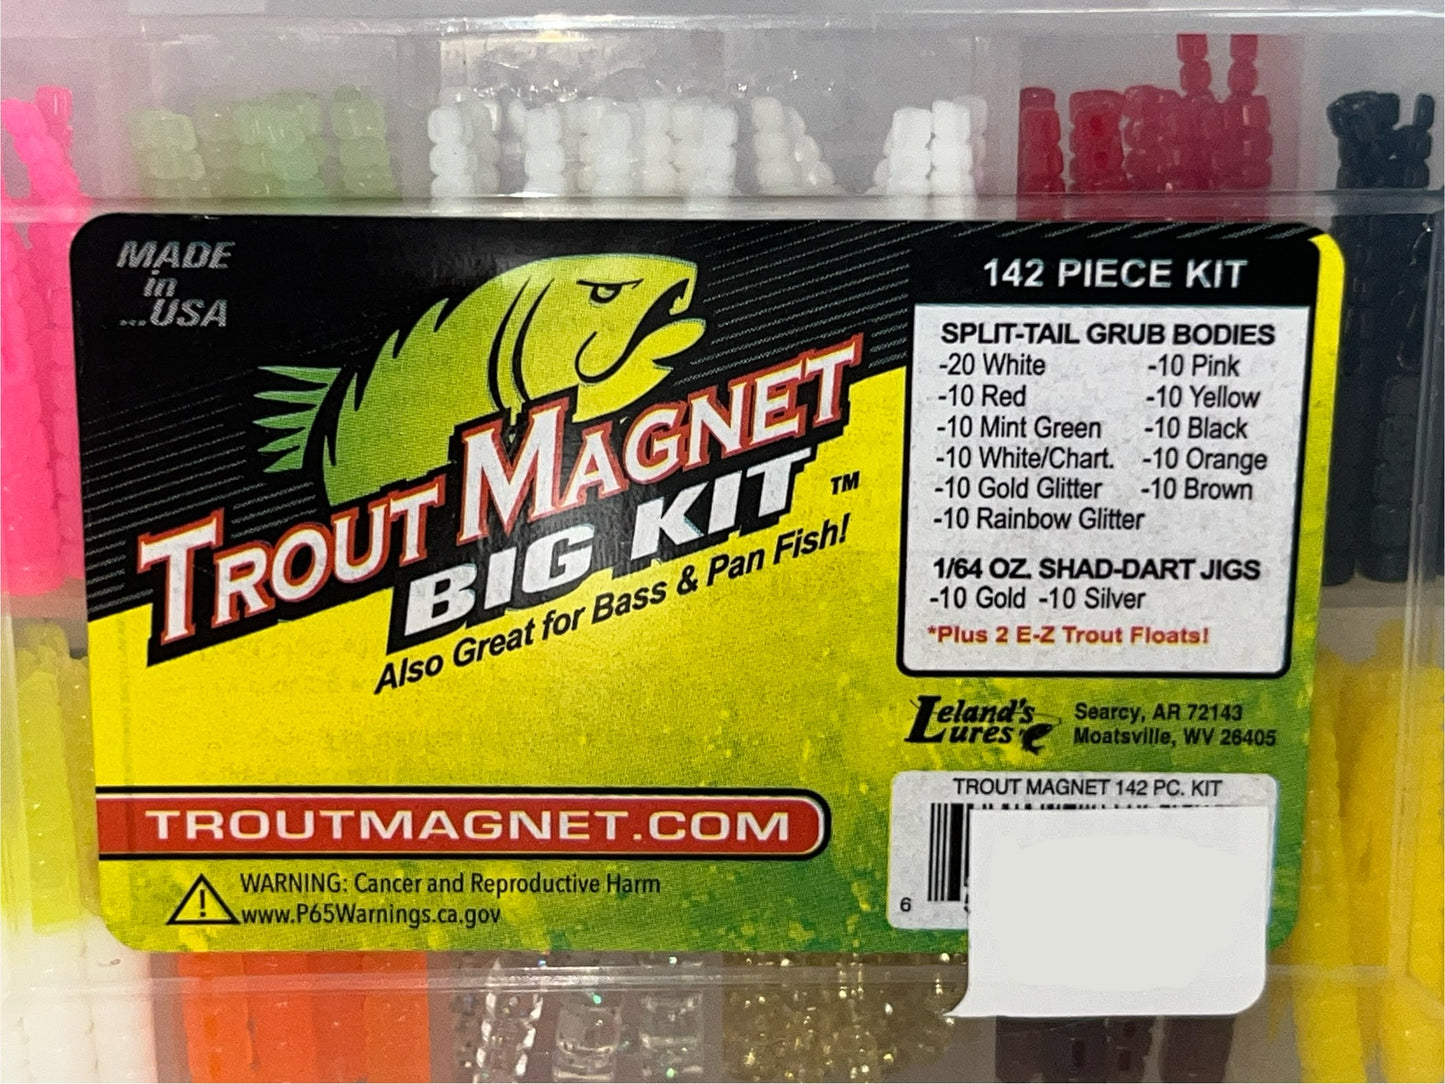 MADE
in
...USA
TROUT MAGNET
BIG KIT™
Also Great for Bass & Pan Fish!
TROUTMAGNET.COM
WARNING: Cancer and Reproductive Harm
www.P65Warnings.ca.gov
142 PIECE KIT
SPLIT-TAIL GRUB BODIES
-20 White -10 Pink
-10 Red -10 Yellow
-10 Mint Green -10 Black
-10 White/Chart. -10 Orange
-10 Gold Glitter -10 Brown
-10 Rainbow Glitter
1/64 OZ. SHAD-DART JIGS
-10 Gold -10 Silver
*Plus 2 E-Z Trout Floats!
Leland's Lures
Searcy, AR 72143
Moatsville, WV 26405
TROUT MAGNET 142 PC. KIT
6